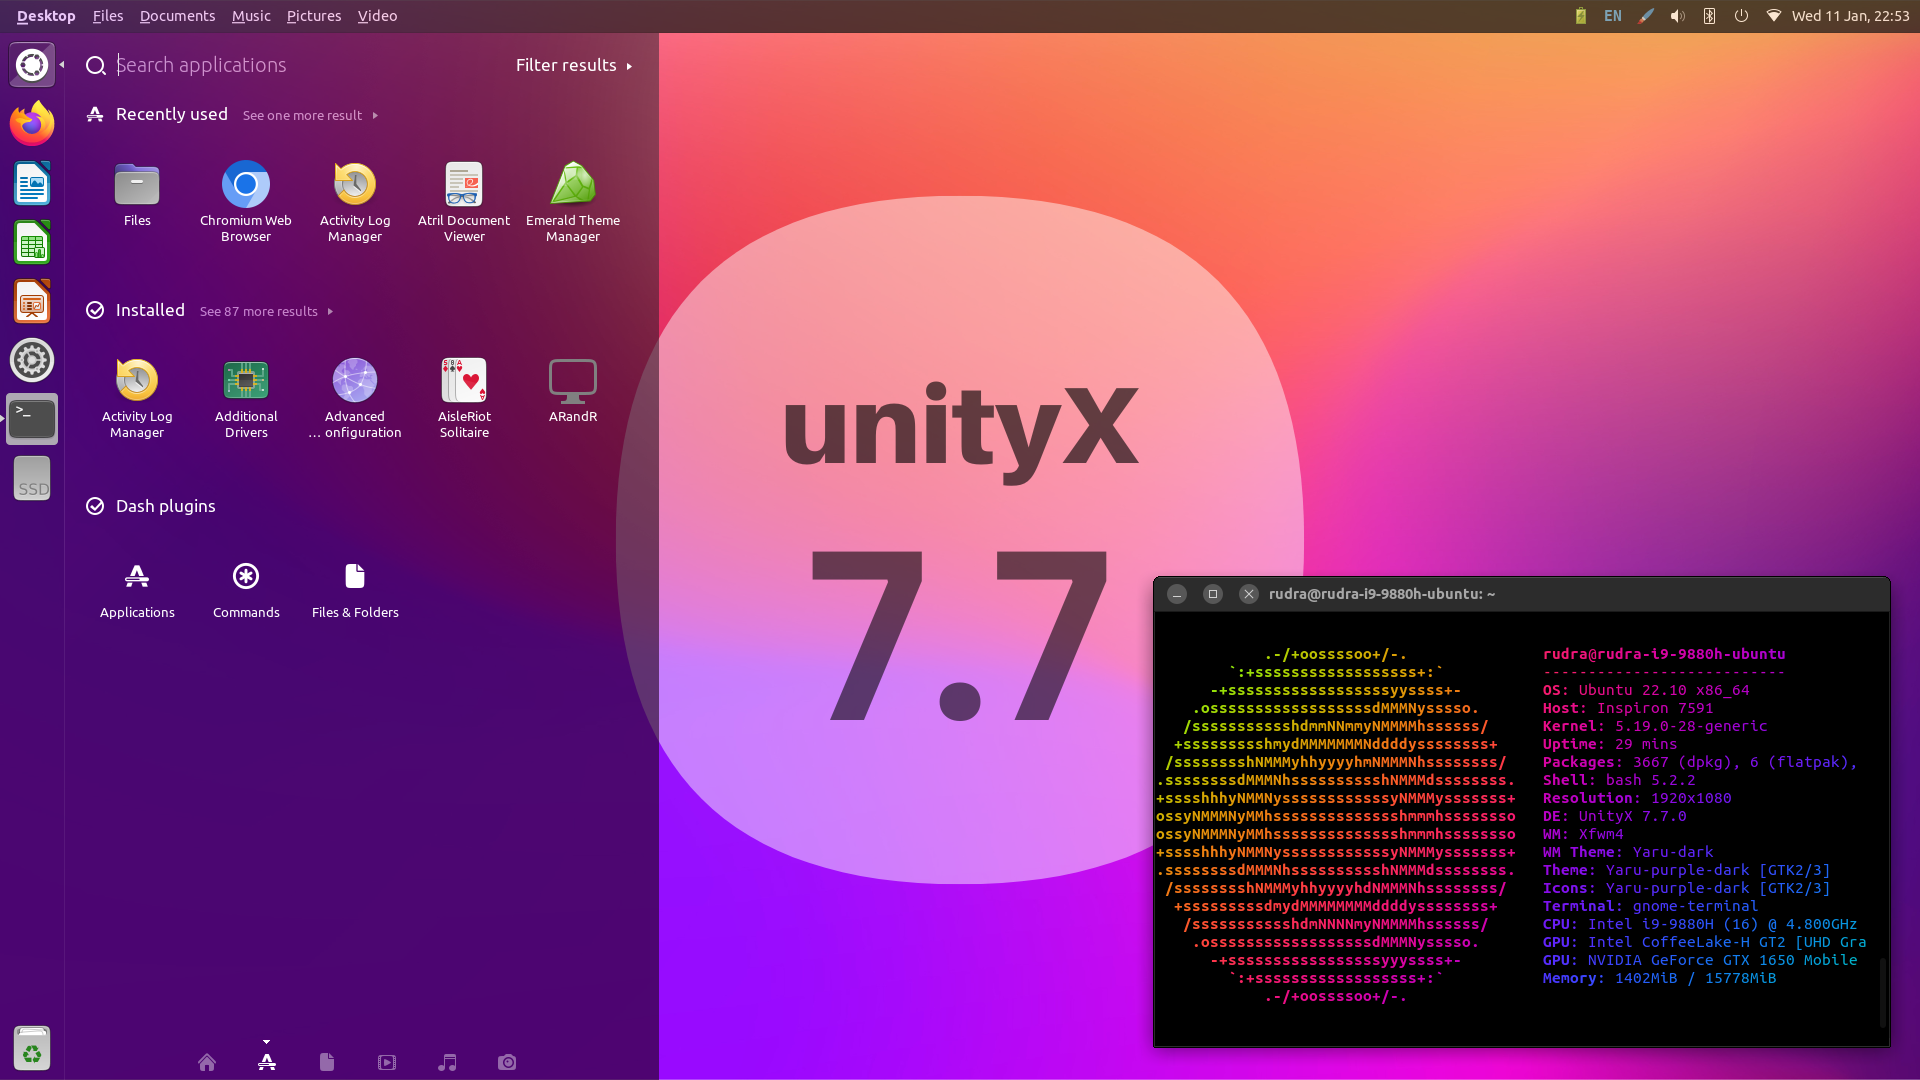 Desktop Files Documents Music Pictures Video
EN Wed 11 Jan, 22:53
Search applications Filter results
Recently used See one more result
Files
Chromium Web
Browser
Activity Log
Manager
Atril Document
Viewer
Emerald Theme
Manager
Installed See 87 more results
Activity Log
Manager
Additional
Drivers
Advanced
… onfiguration
AisleRiot
Solitaire
ARandR
Dash plugins
Applications
Commands
Files & Folders
>_
SSD
unityX
7.7
rudra@rudra-i9-9880h-ubuntu: ~
rudra@rudra-i9-9880h-ubuntu
---------------------------
OS: Ubuntu 22.10 x86_64
Host: Inspiron 7591
Kernel: 5.19.0-28-generic
Uptime: 29 mins
Packages: 3667 (dpkg), 6 (flatpak),
Shell: bash 5.2.2
Resolution: 1920x1080
DE: UnityX 7.7.0
WM: Xfwm4
WM Theme: Yaru-dark
Theme: Yaru-purple-dark [GTK2/3]
Icons: Yaru-purple-dark [GTK2/3]
Terminal: gnome-terminal
CPU: Intel i9-9880H (16) @ 4.800GHz
GPU: Intel CoffeeLake-H GT2 [UHD Gra
GPU: NVIDIA GeForce GTX 1650 Mobile
Memory: 1402MiB / 15778MiB